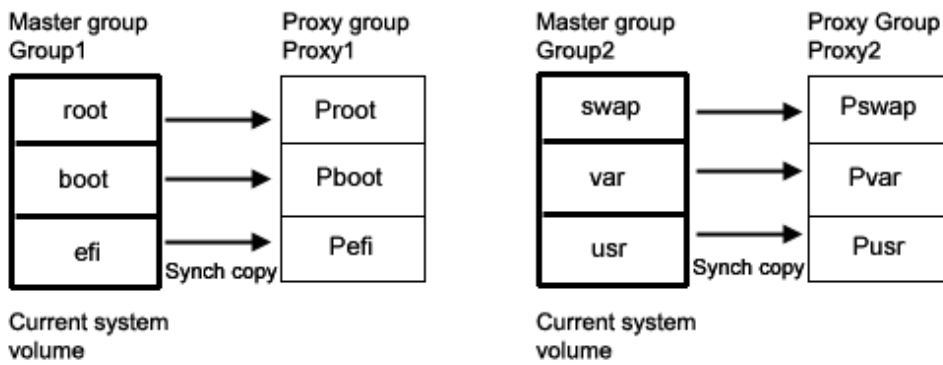 Master group
Group1
Proxy group
Proxy1
root
Proot
boot
Pboot
efi
Pefi
Synch copy
Current system
volume
Master group
Group2
Proxy Group
Proxy2
swap
Pswap
var
Pvar
usr
Pusr
Synch copy
Current system
volume